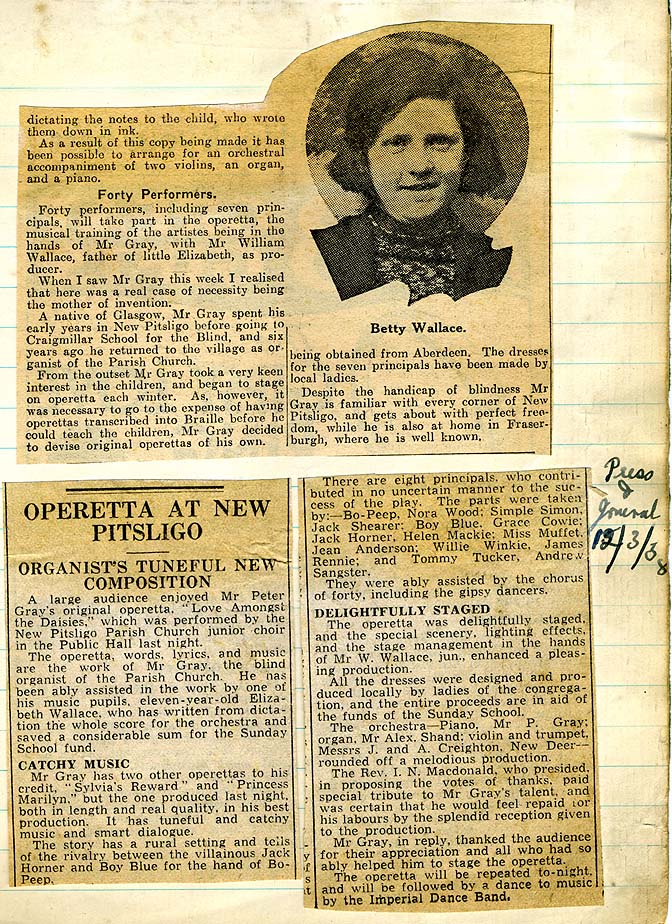 dictating the notes to the child, who wrote
them down in ink.
As a result of this copy being made it has
been possible to arrange for an orchestral
accompaniment of two violins, an organ,
and a piano.
Forty Performers.
Forty performers, including seven prin-
cipals, will take part in the operetta, the
musical training of the artistes being in the
hands of Mr Gray, with Mr William
Wallace, father of little Elizabeth, as pro-
ducer.
When I saw Mr Gray this week I realised
that here was a real case of necessity being
the mother of invention.
A native of Glasgow, Mr Gray spent his
early years in New Pitsligo before going to
Craigmillar School for the Blind, and six
years ago he returned to the village as or-
ganist of the Parish Church.
From the outset Mr Gray took a very keen
interest in the children, and began to stage
on operetta each winter. As, however, it
was necessary to go to the expense of having
operettas transcribed into Braille before he
could teach the children, Mr Gray decided
to devise original operettas of his own.
Betty Wallace.
being obtained from Aberdeen. The dresses
for the seven principals have been made by
local ladies.
Despite the handicap of blindness Mr
Gray is familiar with every corner of New
Pitsligo, and gets about with perfect free-
dom, while he is also at home in Fraser-
burgh, where he is well known.
OPERETTA AT NEW
PITSLIGO
ORGANIST'S TUNEFUL NEW
COMPOSITION
A large audience enjoyed Mr Peter
Gray's original operetta, "Love Amongst
the Daisies," which was performed by the
New Pitsligo Parish Church junior choir
in the Public Hall last night.
The operetta, words, lyrics, and music
are the work of Mr Gray, the blind
organist of the Parish Church. He has
been ably assisted in the work by one of
his music pupils, eleven-year-old Eliza-
beth Wallace, who has written from dicta-
tion the whole score for the orchestra and
saved a considerable sum for the Sunday
School fund.
CATCHY MUSIC
Mr Gray has two other operettas to his
credit, "Sylvia's Reward" and "Princess
Marilyn," but the one produced last night,
both in length and real quality, is his best
production. It has tuneful and catchy
music and smart dialogue.
The story has a rural setting and tells
of the rivalry between the villainous Jack
Horner and Boy Blue for the hand of Bo-
Peep.
There are eight principals, who contri-
buted in no uncertain manner to the suc-
cess of the play. The parts were taken
by:—Bo-Peep, Nora Wood; Simple Simon,
Jack Shearer; Boy Blue, Grace Cowie;
Jack Horner, Helen Mackie; Miss Muffet,
Jean Anderson; Willie Winkie, James
Rennie; and Tommy Tucker, Andrew
Sangster.
They were ably assisted by the chorus
of forty, including the gipsy dancers.
DELIGHTFULLY STAGED
The operetta was delightfully staged,
and the special scenery, lighting effects,
and the stage management in the hands
of Mr W. Wallace, jun., enhanced a pleas-
ing production.
All the dresses were designed and pro-
duced locally by ladies of the congrega-
tion, and the entire proceeds are in aid of
the funds of the Sunday School.
The orchestra—Piano, Mr P. Gray;
organ, Mr Alex. Shand; violin and trumpet,
Messrs J. and A. Creighton, New Deer—
rounded off a melodious production.
The Rev. I. N. Macdonald, who presided,
in proposing the votes of thanks, paid
special tribute to Mr Gray's talent, and
was certain that he would feel repaid for
his labours by the splendid reception given
to the production.
Mr Gray, in reply, thanked the audience
for their appreciation and all who had so
ably helped him to stage the operetta.
The operetta will be repeated to-night,
and will be followed by a dance to music
by the Imperial Dance Band.
Press
&
Journal
12/3/38